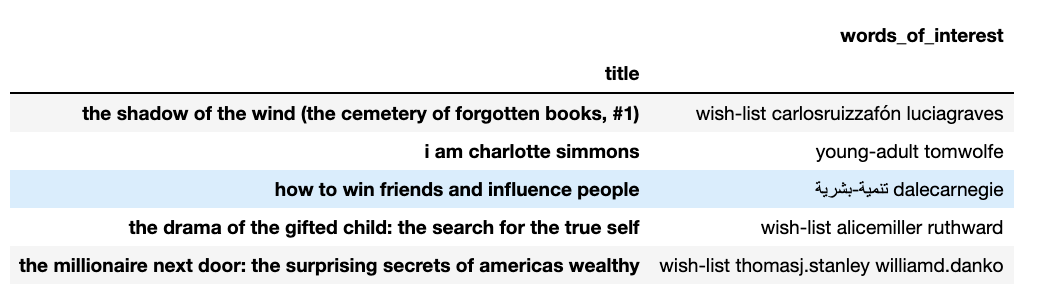 words_of_interest
title
the shadow of the wind (the cemetery of forgotten books, #1) wish-list carlosruizzafón luciagraves
i am charlotte simmons young-adult tomwolfe
how to win friends and influence people تنمية-بشرية dalecarnegie
the drama of the gifted child: the search for the true self wish-list alicemiller ruthward
the millionaire next door: the surprising secrets of americas wealthy wish-list thomasj.stanley williamd.danko